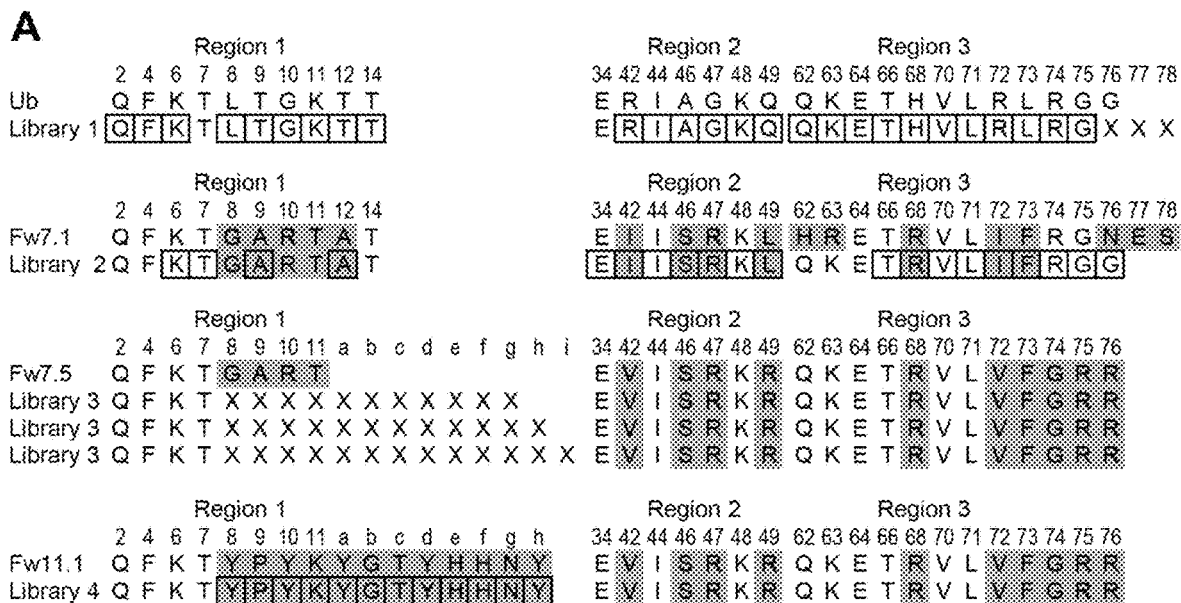 A
Region 1 Region 2 Region 3
2 4 6 7 8 9 10 11 12 14 34 42 44 46 47 48 49 62 63 64 66 68 70 71 72 73 74 75 76 77 78
Ub Q F K T L T G K T T E R I A G K Q Q K E T H V L R L R G G
Library 1 Q F K T L T G K T T E R I A G K Q Q K E T H V L R L R G X X X
Region 1 Region 2 Region 3
2 4 6 7 8 9 10 11 12 14 34 42 44 46 47 48 49 62 63 64 66 68 70 71 72 73 74 75 76 77 78
Fw7.1 Q F K T G A R T A T E I I S R K L H R E T R V L I F R G N E S
Library 2 Q F K T G A R T A T E I I S R K L Q K E T R V L I F R G G
Region 1 Region 2 Region 3
2 4 6 7 8 9 10 11 a b c d e f g h i 34 42 44 46 47 48 49 62 63 64 66 68 70 71 72 73 74 75 76
Fw7.5 Q F K T G A R T E V I S R K R Q K E T R V L V F G R R
Library 3 Q F K T X X X X X X X X X X X E V I S R K R Q K E T R V L V F G R R
Library 3 Q F K T X X X X X X X X X X X X E V I S R K R Q K E T R V L V F G R R
Library 3 Q F K T X X X X X X X X X X X X X E V I S R K R Q K E T R V L V F G R R
Region 1 Region 2 Region 3
2 4 6 7 8 9 10 11 a b c d e f g h 34 42 44 46 47 48 49 62 63 64 66 68 70 71 72 73 74 75 76
Fw11.1 Q F K T Y P Y K Y G T Y H H N Y E V I S R K R Q K E T R V L V F G R R
Library 4 Q F K T Y P Y K Y G T Y H H N Y E V I S R K R Q K E T R V L V F G R R